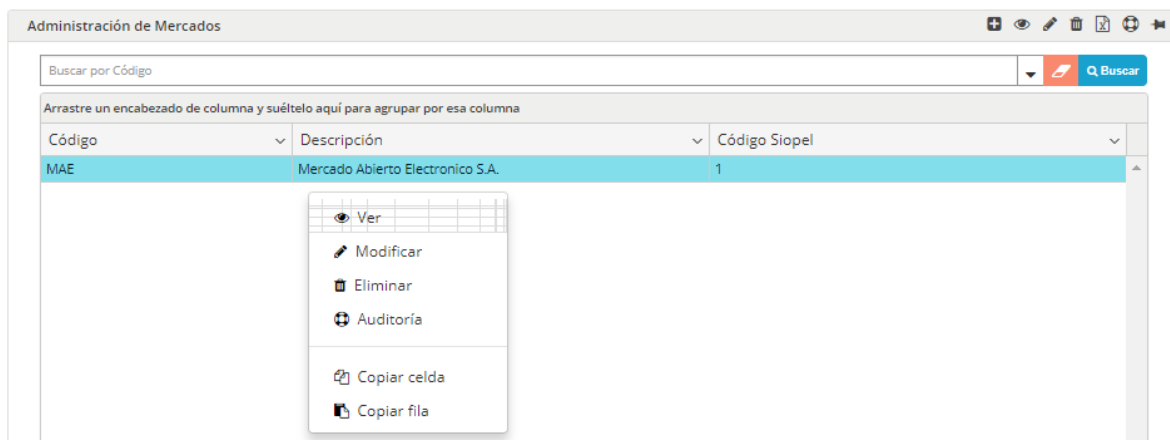 Administración de Mercados
Buscar por Código
Buscar
Arrastre un encabezado de columna y suéltelo aquí para agrupar por esa columna
Código Descripción Código Siopel
MAE Mercado Abierto Electronico S.A. 1
Ver
Modificar
Eliminar
Auditoría
Copiar celda
Copiar fila